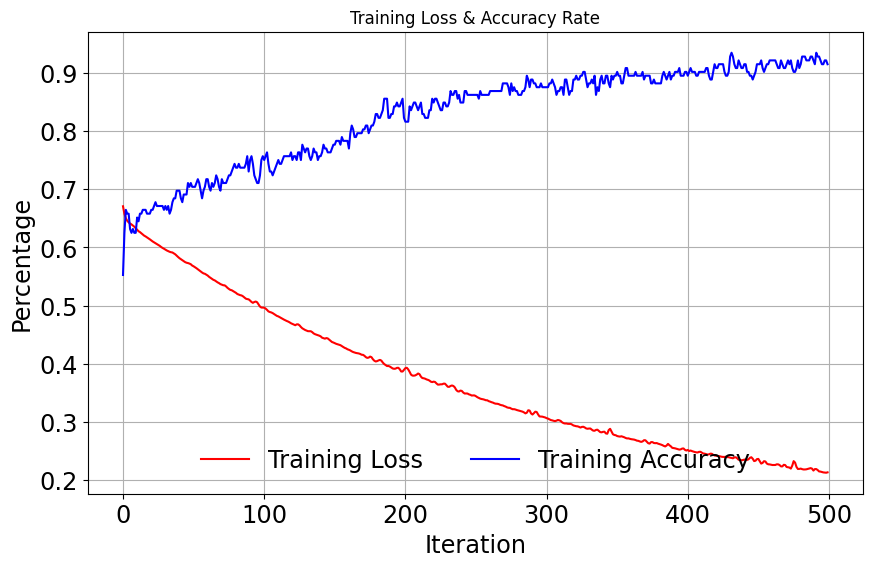 Training Loss & Accuracy Rate
Percentage
0.9
0.8
0.7
0.6
0.5
0.4
0.3
0.2
Training Loss Training Accuracy
0 100 200 300 400 500
Iteration